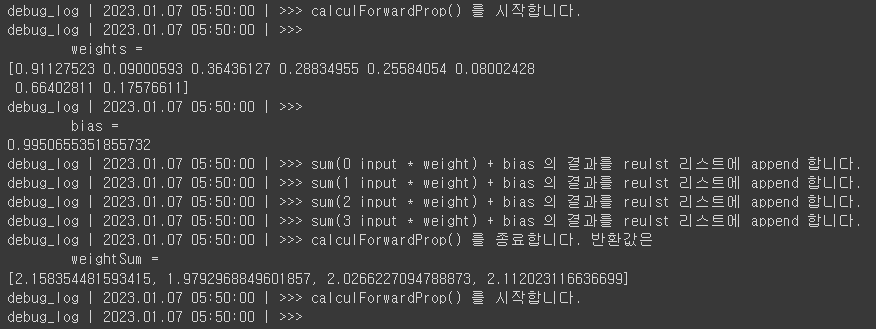 debug_log | 2023.01.07 05:50:00 | >>> calculForwardProp() 를 시작합니다.
debug_log | 2023.01.07 05:50:00 | >>>
weights =
[0.91127523 0.09000593 0.36436127 0.28834955 0.25584054 0.08002428
0.66402811 0.17576611]
debug_log | 2023.01.07 05:50:00 | >>>
bias =
0.9950655351855732
debug_log | 2023.01.07 05:50:00 | >>> sum(0 input * weight) + bias 의 결과를 reulst 리스트에 append 합니다.
debug_log | 2023.01.07 05:50:00 | >>> sum(1 input * weight) + bias 의 결과를 reulst 리스트에 append 합니다.
debug_log | 2023.01.07 05:50:00 | >>> sum(2 input * weight) + bias 의 결과를 reulst 리스트에 append 합니다.
debug_log | 2023.01.07 05:50:00 | >>> sum(3 input * weight) + bias 의 결과를 reulst 리스트에 append 합니다.
debug_log | 2023.01.07 05:50:00 | >>> calculForwardProp() 를 종료합니다. 반환값은
weightSum =
[2.158354481593415, 1.9792968849601857, 2.0266227094788873, 2.112023116636699]
debug_log | 2023.01.07 05:50:00 | >>> calculForwardProp() 를 시작합니다.
debug_log | 2023.01.07 05:50:00 | >>>